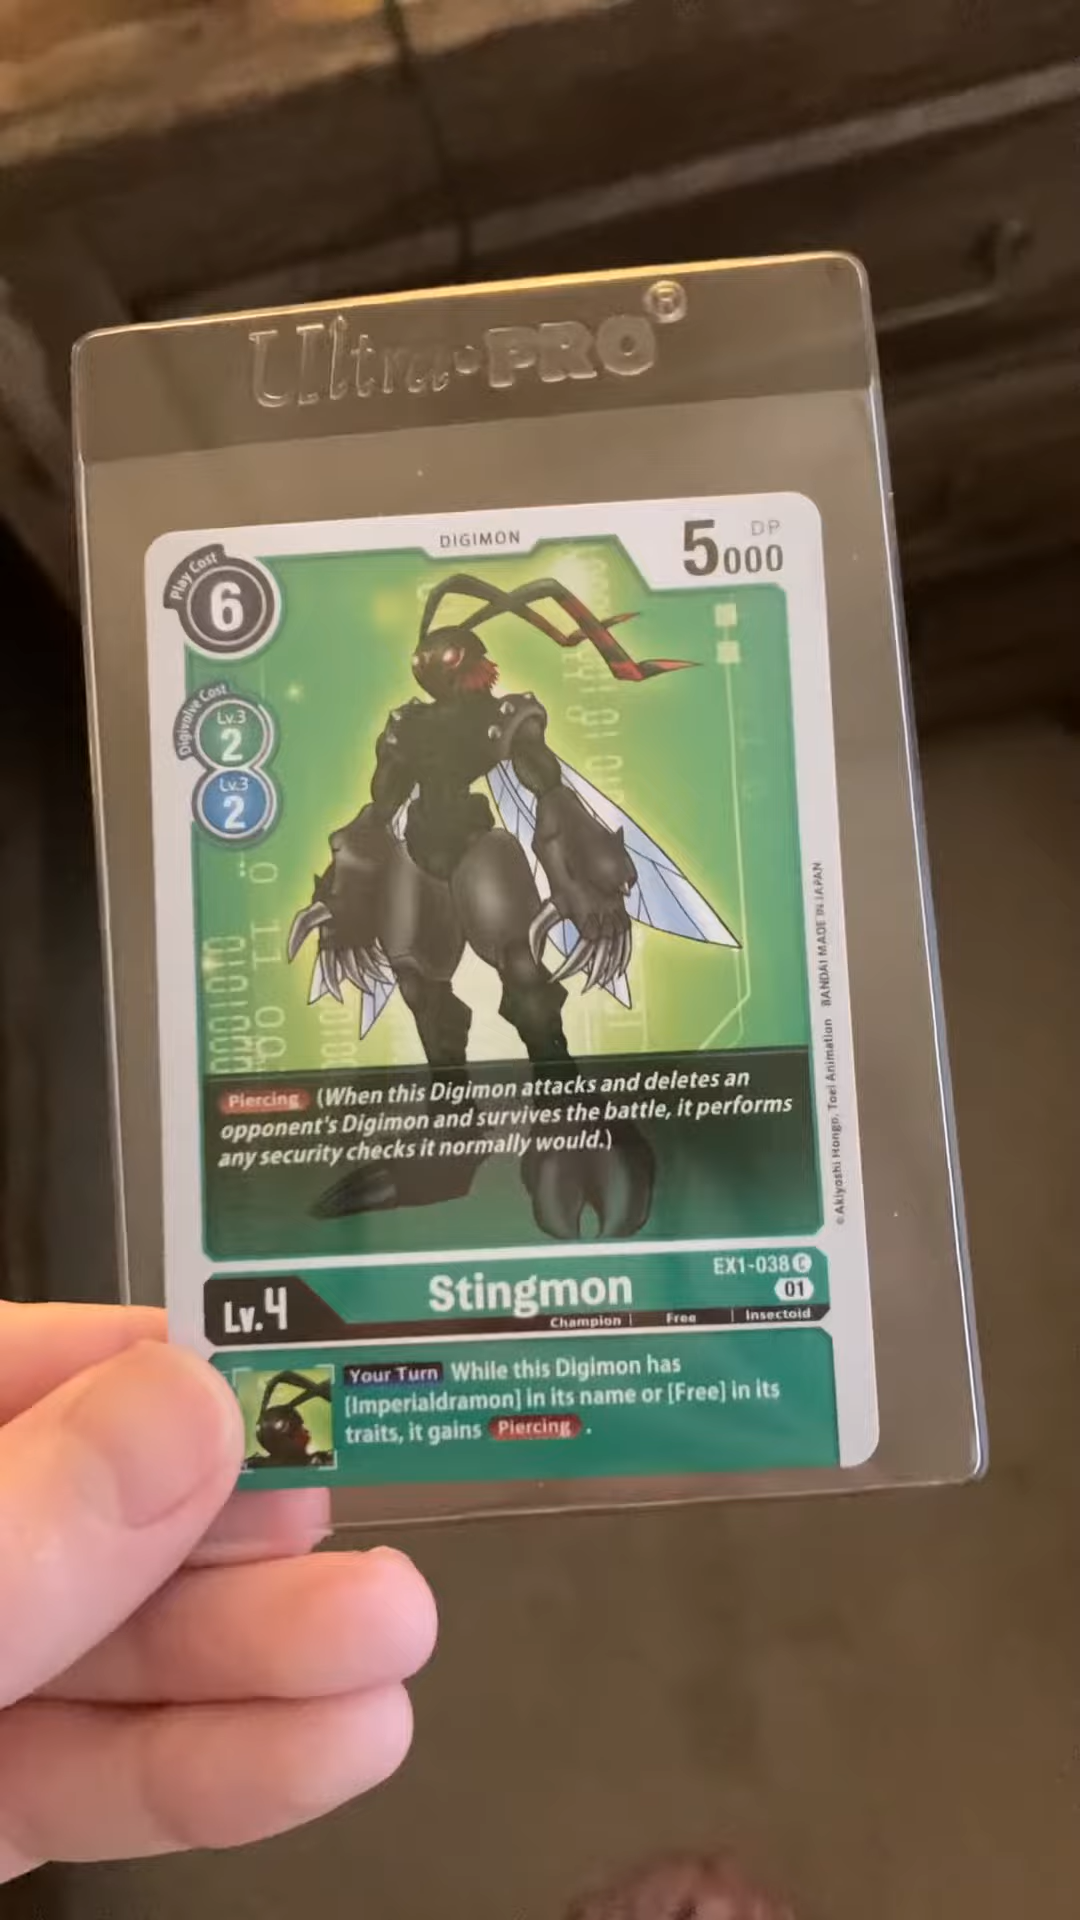 Ultra·PRO®
DIGIMON
5000
DP
Play Cost
6
Digivolve Cost
Lv.3
2
Lv.3
2
Piercing (When this Digimon attacks and deletes an
opponent's Digimon and survives the battle, it performs
any security checks it normally would.)
©Akiyoshi Hongo, Toei Animation BANDAI MADE IN JAPAN
EX1-038 C
01
Lv.4
Stingmon
Champion | Free | Insectoid
Your Turn While this Digimon has
[Imperialdramon] in its name or [Free] in its
traits, it gains Piercing .